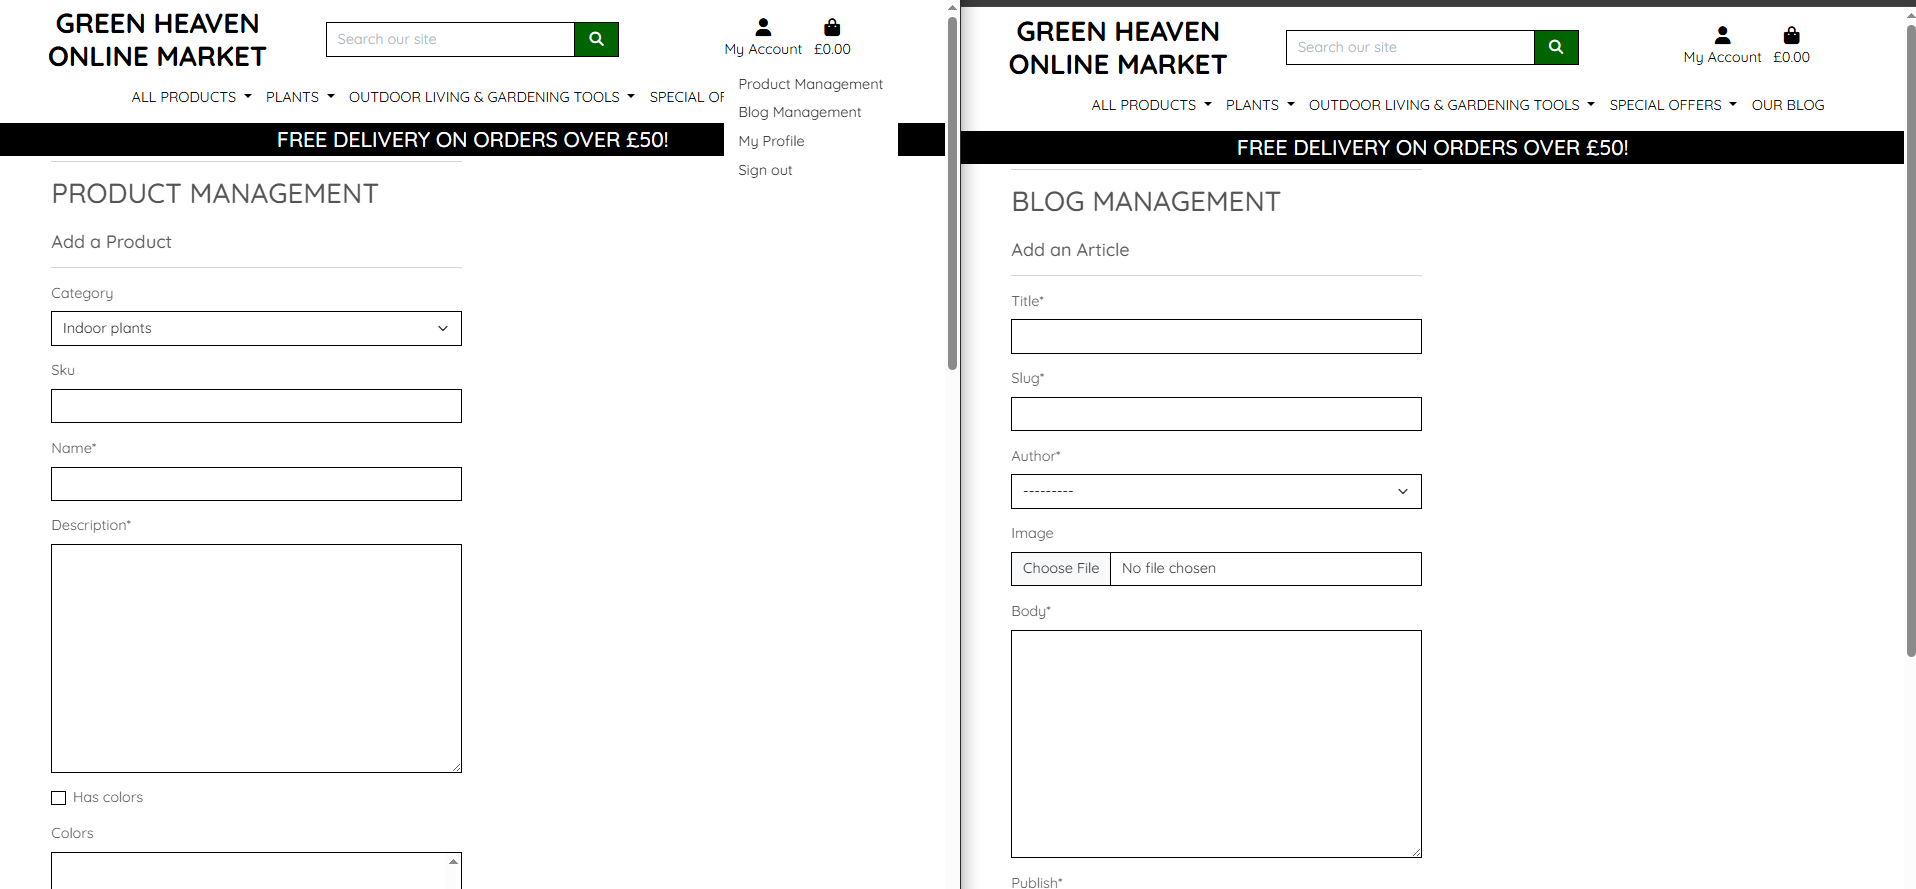 GREEN HEAVEN
ONLINE MARKET
Search our site
My Account £0.00
Product Management
Blog Management
My Profile
Sign out
ALL PRODUCTS PLANTS OUTDOOR LIVING & GARDENING TOOLS SPECIAL OF
FREE DELIVERY ON ORDERS OVER £50!
PRODUCT MANAGEMENT
Add a Product
Category
Indoor plants
Sku
Name*
Description*
Has colors
Colors
GREEN HEAVEN
ONLINE MARKET
Search our site
My Account £0.00
ALL PRODUCTS PLANTS OUTDOOR LIVING & GARDENING TOOLS SPECIAL OFFERS OUR BLOG
FREE DELIVERY ON ORDERS OVER £50!
BLOG MANAGEMENT
Add an Article
Title*
Slug*
Author*
---------
Image
Choose File No file chosen
Body*
Publish*